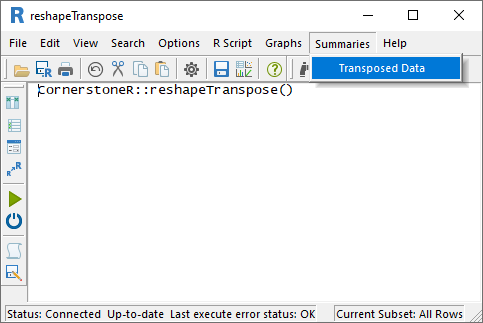 reshapeTranspose
File Edit View Search Options R Script Graphs Summaries Help
Transposed Data
CornerstoneR::reshapeTranspose()
Status: Connected Up-to-date Last execute error status: OK Current Subset: All Rows